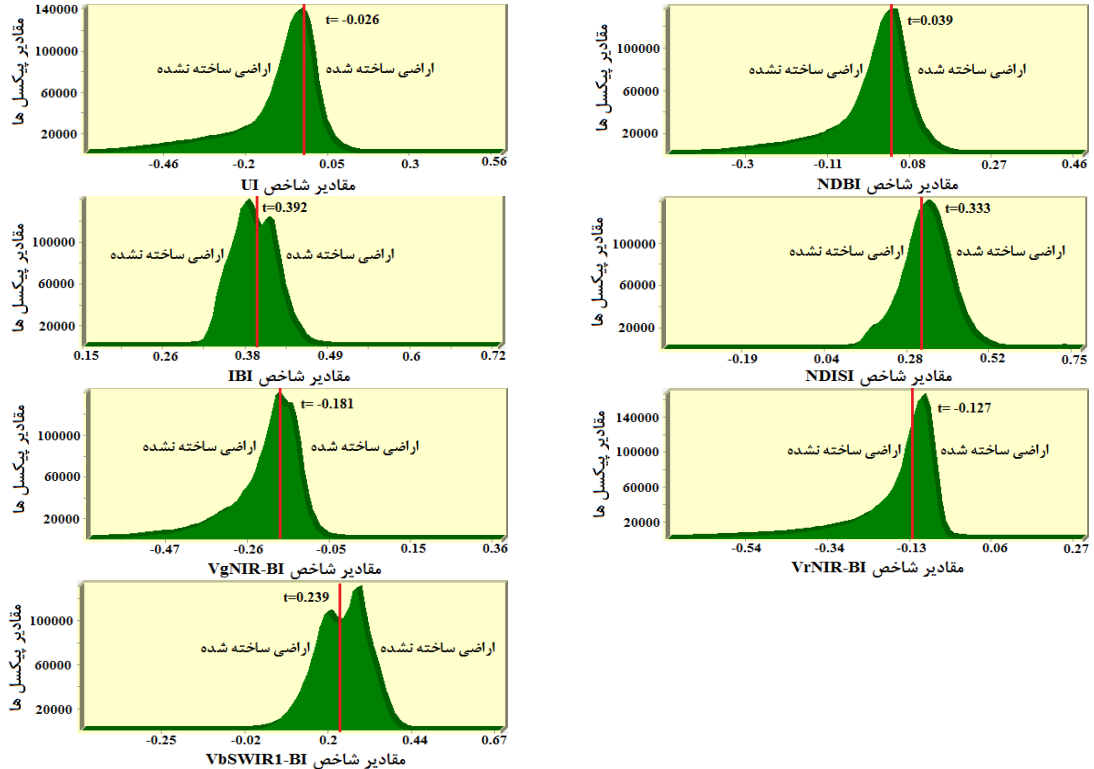 140000
100000
60000
20000
مقادیر پیکسل ها
t= -0.026
اراضی ساخته نشده
اراضی ساخته شده
-0.46 -0.2 0.05 0.3 0.56
مقادیر شاخص UI
100000
60000
20000
مقادیر پیکسل ها
t=0.039
اراضی ساخته نشده
اراضی ساخته شده
-0.3 -0.11 0.08 0.27 0.46
مقادیر شاخص NDBI
100000
60000
20000
مقادیر پیکسل ها
t=0.392
اراضی ساخته نشده
اراضی ساخته شده
0.15 0.26 0.38 0.49 0.6 0.72
مقادیر شاخص IBI
100000
60000
20000
مقادیر پیکسل ها
t=0.333
اراضی ساخته نشده
اراضی ساخته شده
-0.19 0.04 0.28 0.52 0.75
مقادیر شاخص NDISI
100000
60000
20000
مقادیر پیکسل ها
t= -0.181
اراضی ساخته نشده
اراضی ساخته شده
-0.47 -0.26 -0.05 0.15 0.36
مقادیر شاخص VgNIR-BI
140000
100000
60000
20000
مقادیر پیکسل ها
t= -0.127
اراضی ساخته نشده
اراضی ساخته شده
-0.54 -0.34 -0.13 0.06 0.27
مقادیر شاخص VrNIR-BI
100000
60000
20000
مقادیر پیکسل ها
t=0.239
اراضی ساخته شده
اراضی ساخته نشده
-0.25 -0.02 0.2 0.44 0.67
مقادیر شاخص VbSWIR1-BI